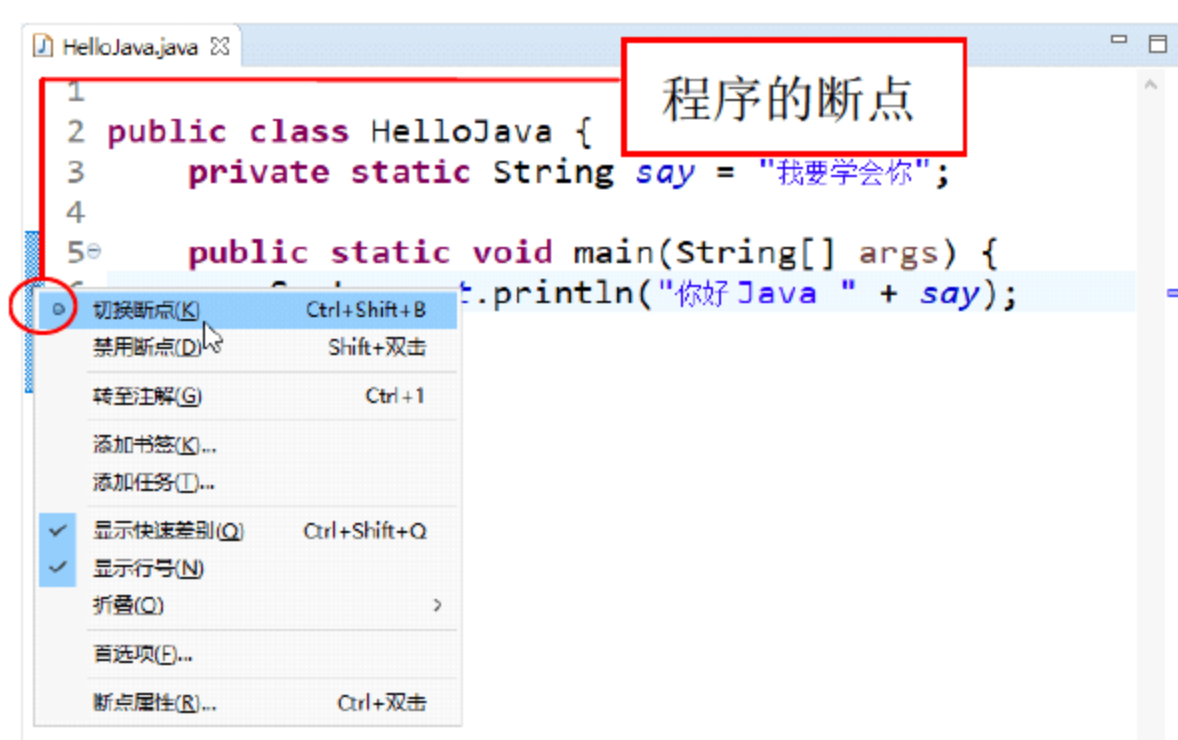 HelloJava.java
程序的断点
1
2 public class HelloJava {
3 private static String say = "我要学会你";
4
5 public static void main(String[] args) {
.println("你好 Java " + say);
切换断点(K) Ctrl+Shift+B
禁用断点(D) Shift+双击
转至注解(G) Ctrl+1
添加书签(K)...
添加任务(T)...
显示快速差别(Q) Ctrl+Shift+Q
显示行号(N)
折叠(O)
首选项(F)...
断点属性(R)... Ctrl+双击